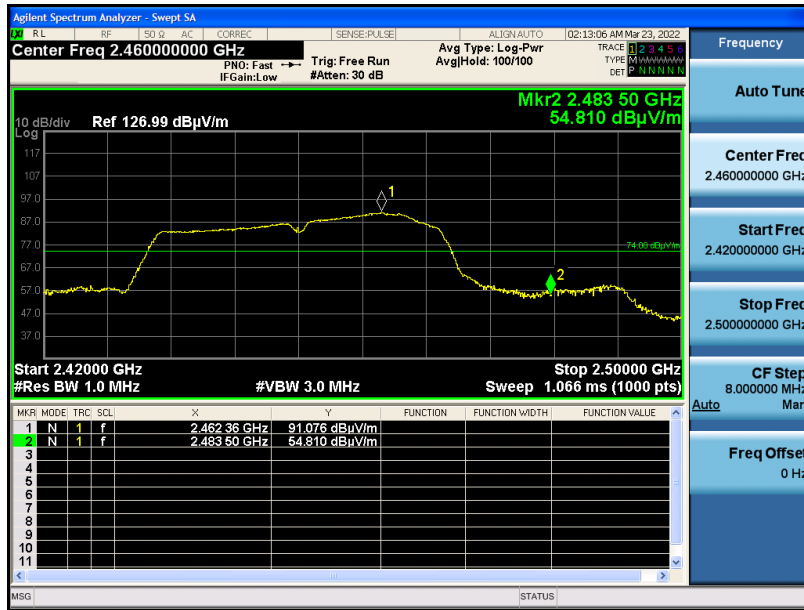 Agilent Spectrum Analyzer - Swept SA
LXI RL RF 50 Ω AC CORREC SENSE:PULSE ALIGN AUTO 02:13:06 AM Mar 23, 2022
Center Freq 2.460000000 GHz
PNO: Fast
IFGain:Low
Trig: Free Run
#Atten: 30 dB
Avg Type: Log-Pwr
Avg|Hold: 100/100
TRACE 1 2 3 4 5 6
TYPE M
DET P N N N N N
Mkr2 2.483 50 GHz
54.810 dBµV/m
10 dB/div Ref 126.99 dBµV/m
Log
117
107
97.0
87.0
77.0
67.0
57.0
47.0
37.0
1
74.00 dBµV/m
2
Start 2.42000 GHz Stop 2.50000 GHz
#Res BW 1.0 MHz #VBW 3.0 MHz Sweep 1.066 ms (1000 pts)
MKR MODE TRC SCL X Y FUNCTION FUNCTION WIDTH FUNCTION VALUE
1 N 1 f 2.462 36 GHz 91.076 dBµV/m
2 N 1 f 2.483 50 GHz 54.810 dBµV/m
3
4
5
6
7
8
9
10
11
MSG STATUS
Frequency
Auto Tune
Center Freq
2.460000000 GHz
Start Freq
2.420000000 GHz
Stop Freq
2.500000000 GHz
CF Step
8.000000 MHz
Auto Man
Freq Offset
0 Hz